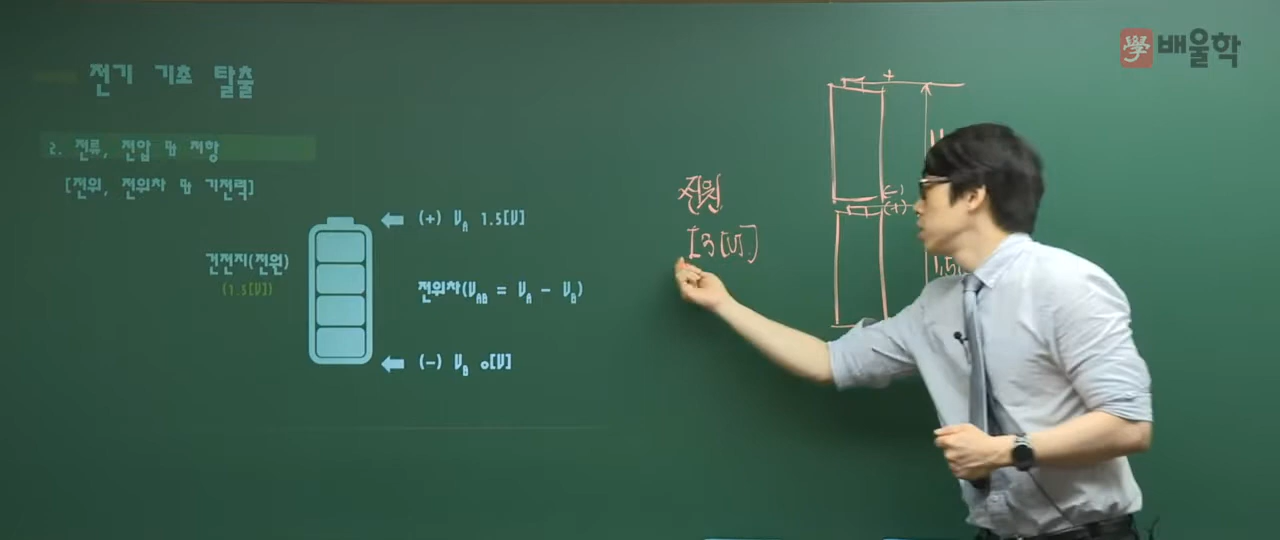 學 배울학
전기 기초 탈출
2. 전류, 전압 및 저항
[전위, 전위차 및 기전력]
(+) V_A 1.5[V]
건전지(전원)
(1.5[V])
전위차(V_AB = V_A - V_B)
(-) V_B 0[V]
전원
[3[V]]
+
(-)
(+)
1.5